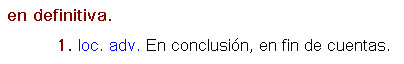 en definitiva.
1. loc. adv. En conclusión, en fin de cuentas.